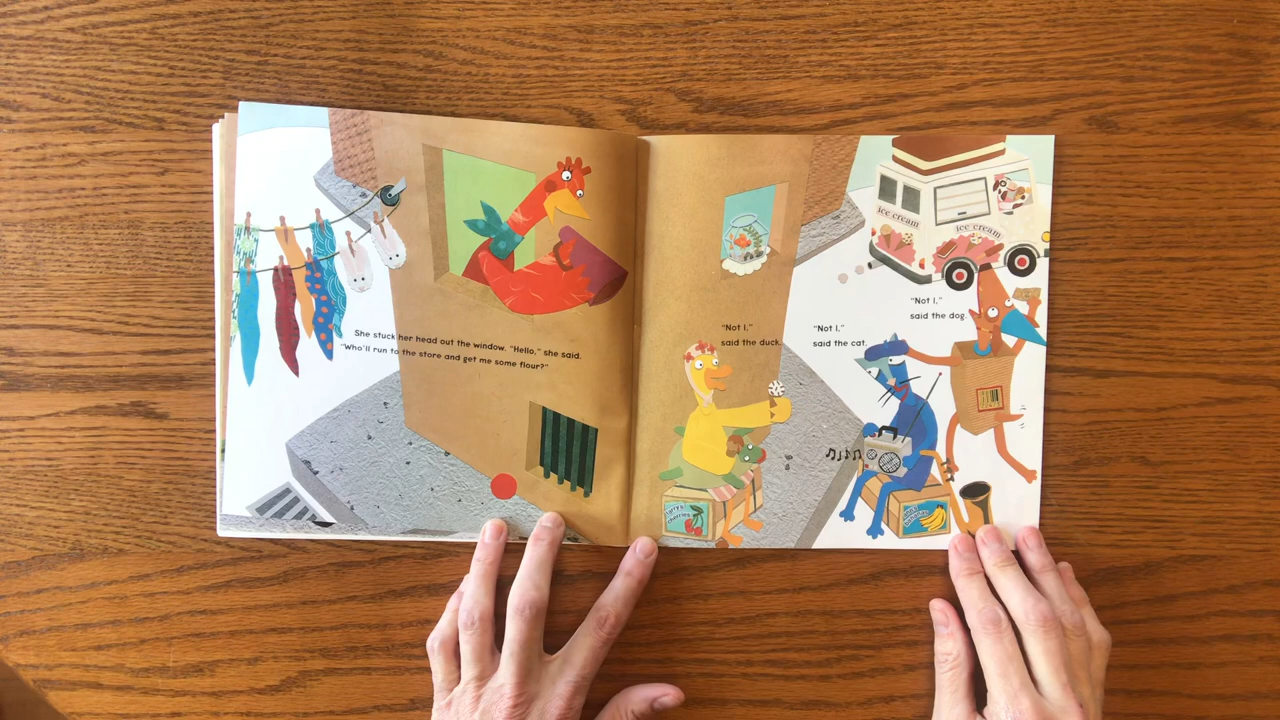 She stuck her head out the window. "Hello," she said.
"Who'll run to the store and get me some flour?"
"Not I,"
said the duck.
"Not I,"
said the cat.
"Not I,"
said the dog.
ice cream
ice cream
cherries